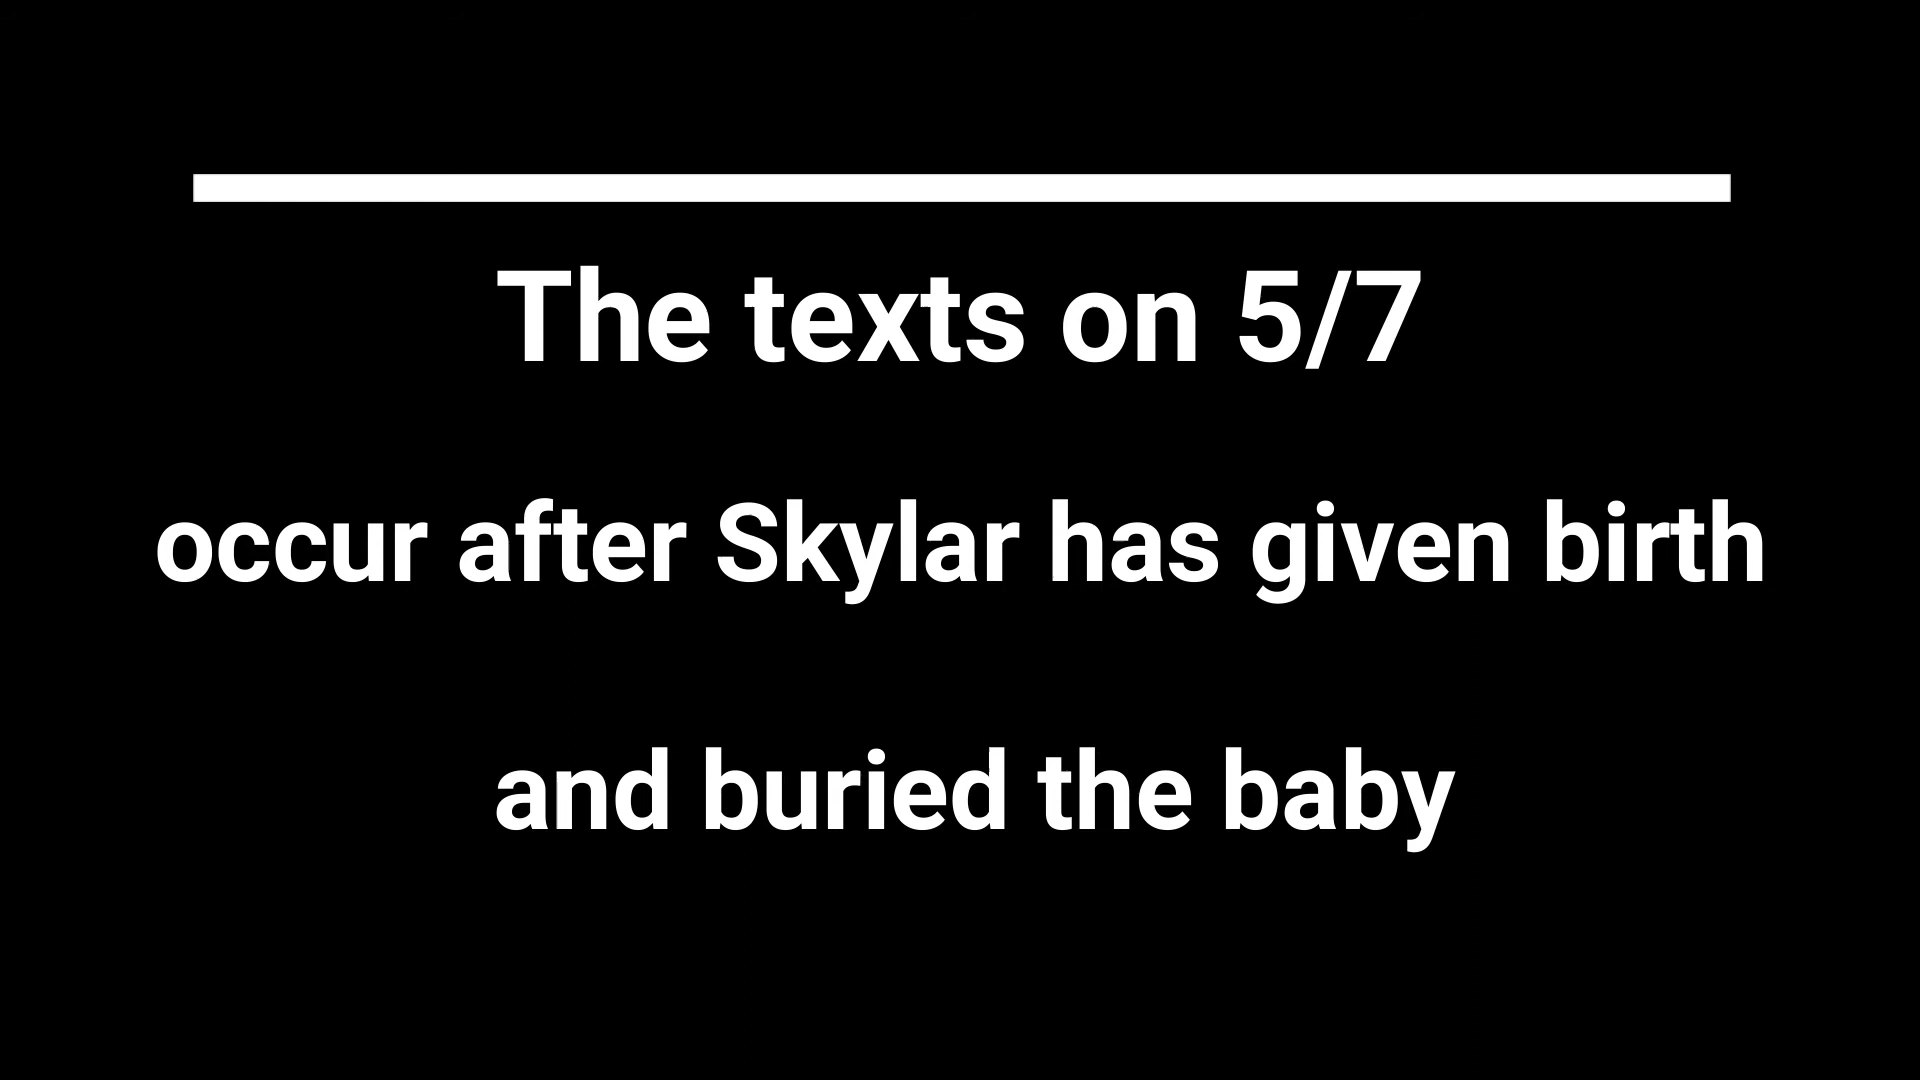 The texts on 5/7
occur after Skylar has given birth
and buried the baby